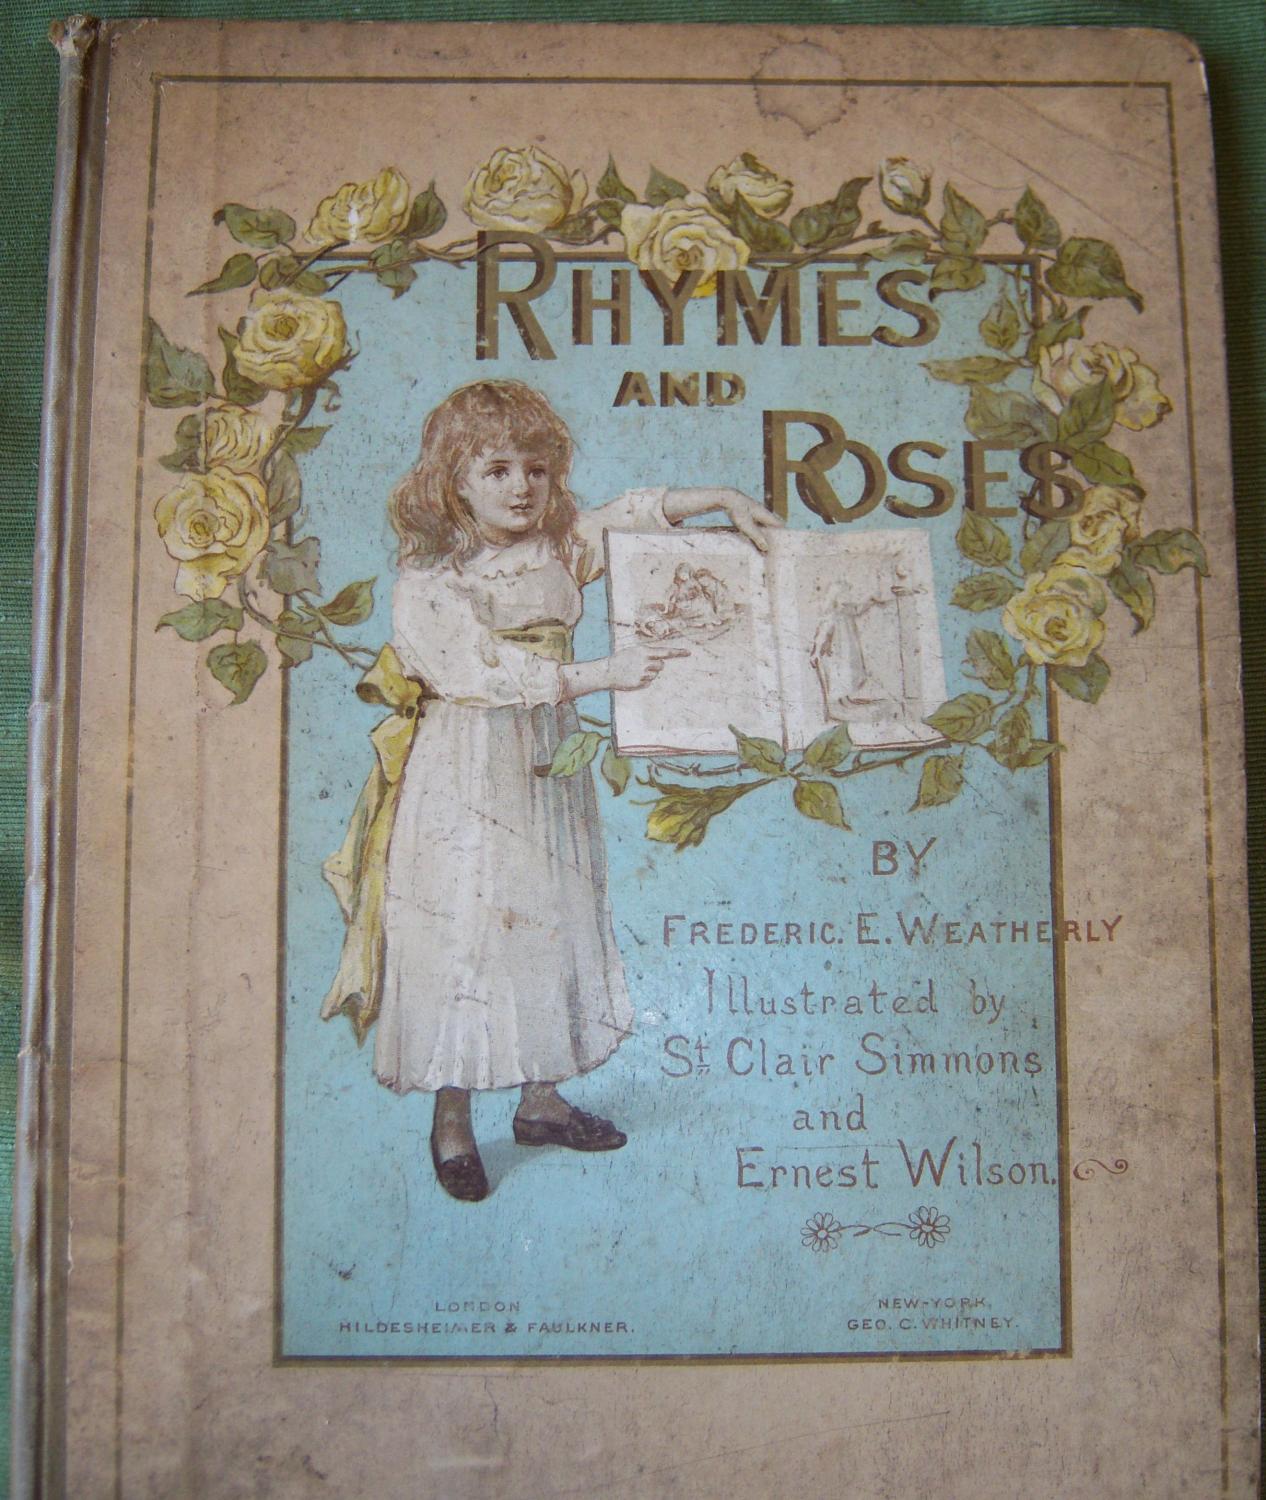 RHYMES
AND
ROSES
BY
FREDERIC. E. WEATHERLY
Illustrated by
St Clair Simmons
and
Ernest Wilson.
LONDON
HILDESHEIMER & FAULKNER.
NEW-YORK,
GEO. C. WHITNEY.